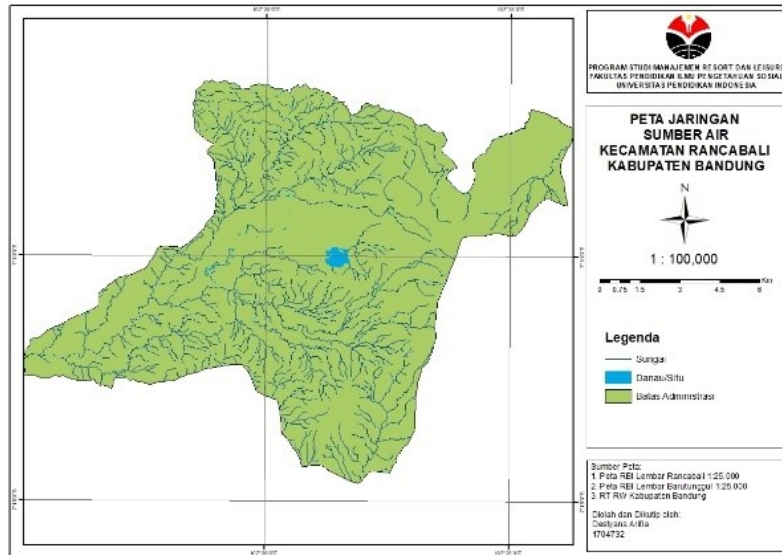 PROGRAM STUDI MANAJEMEN RESORT DAN LEISURE
FAKULTAS PENDIDIKAN ILMU PENGETAHUAN SOSIAL
UNIVERSITAS PENDIDIKAN INDONESIA
PETA JARINGAN
SUMBER AIR
KECAMATAN RANCABALI
KABUPATEN BANDUNG
N
1 : 100,000
Km
0 0.75 1.5 3 4.5 6
Legenda
Sungai
Danau/Situ
Batas Administrasi
Sumber Peta:
1. Peta RBI Lembar Rancabali 1:25.000
2. Peta RBI Lembar Barutunggul 1:25.000
3. RT RW Kabupaten Bandung
Diolah dan Dikutip oleh:
Destyana Arifia
1704732